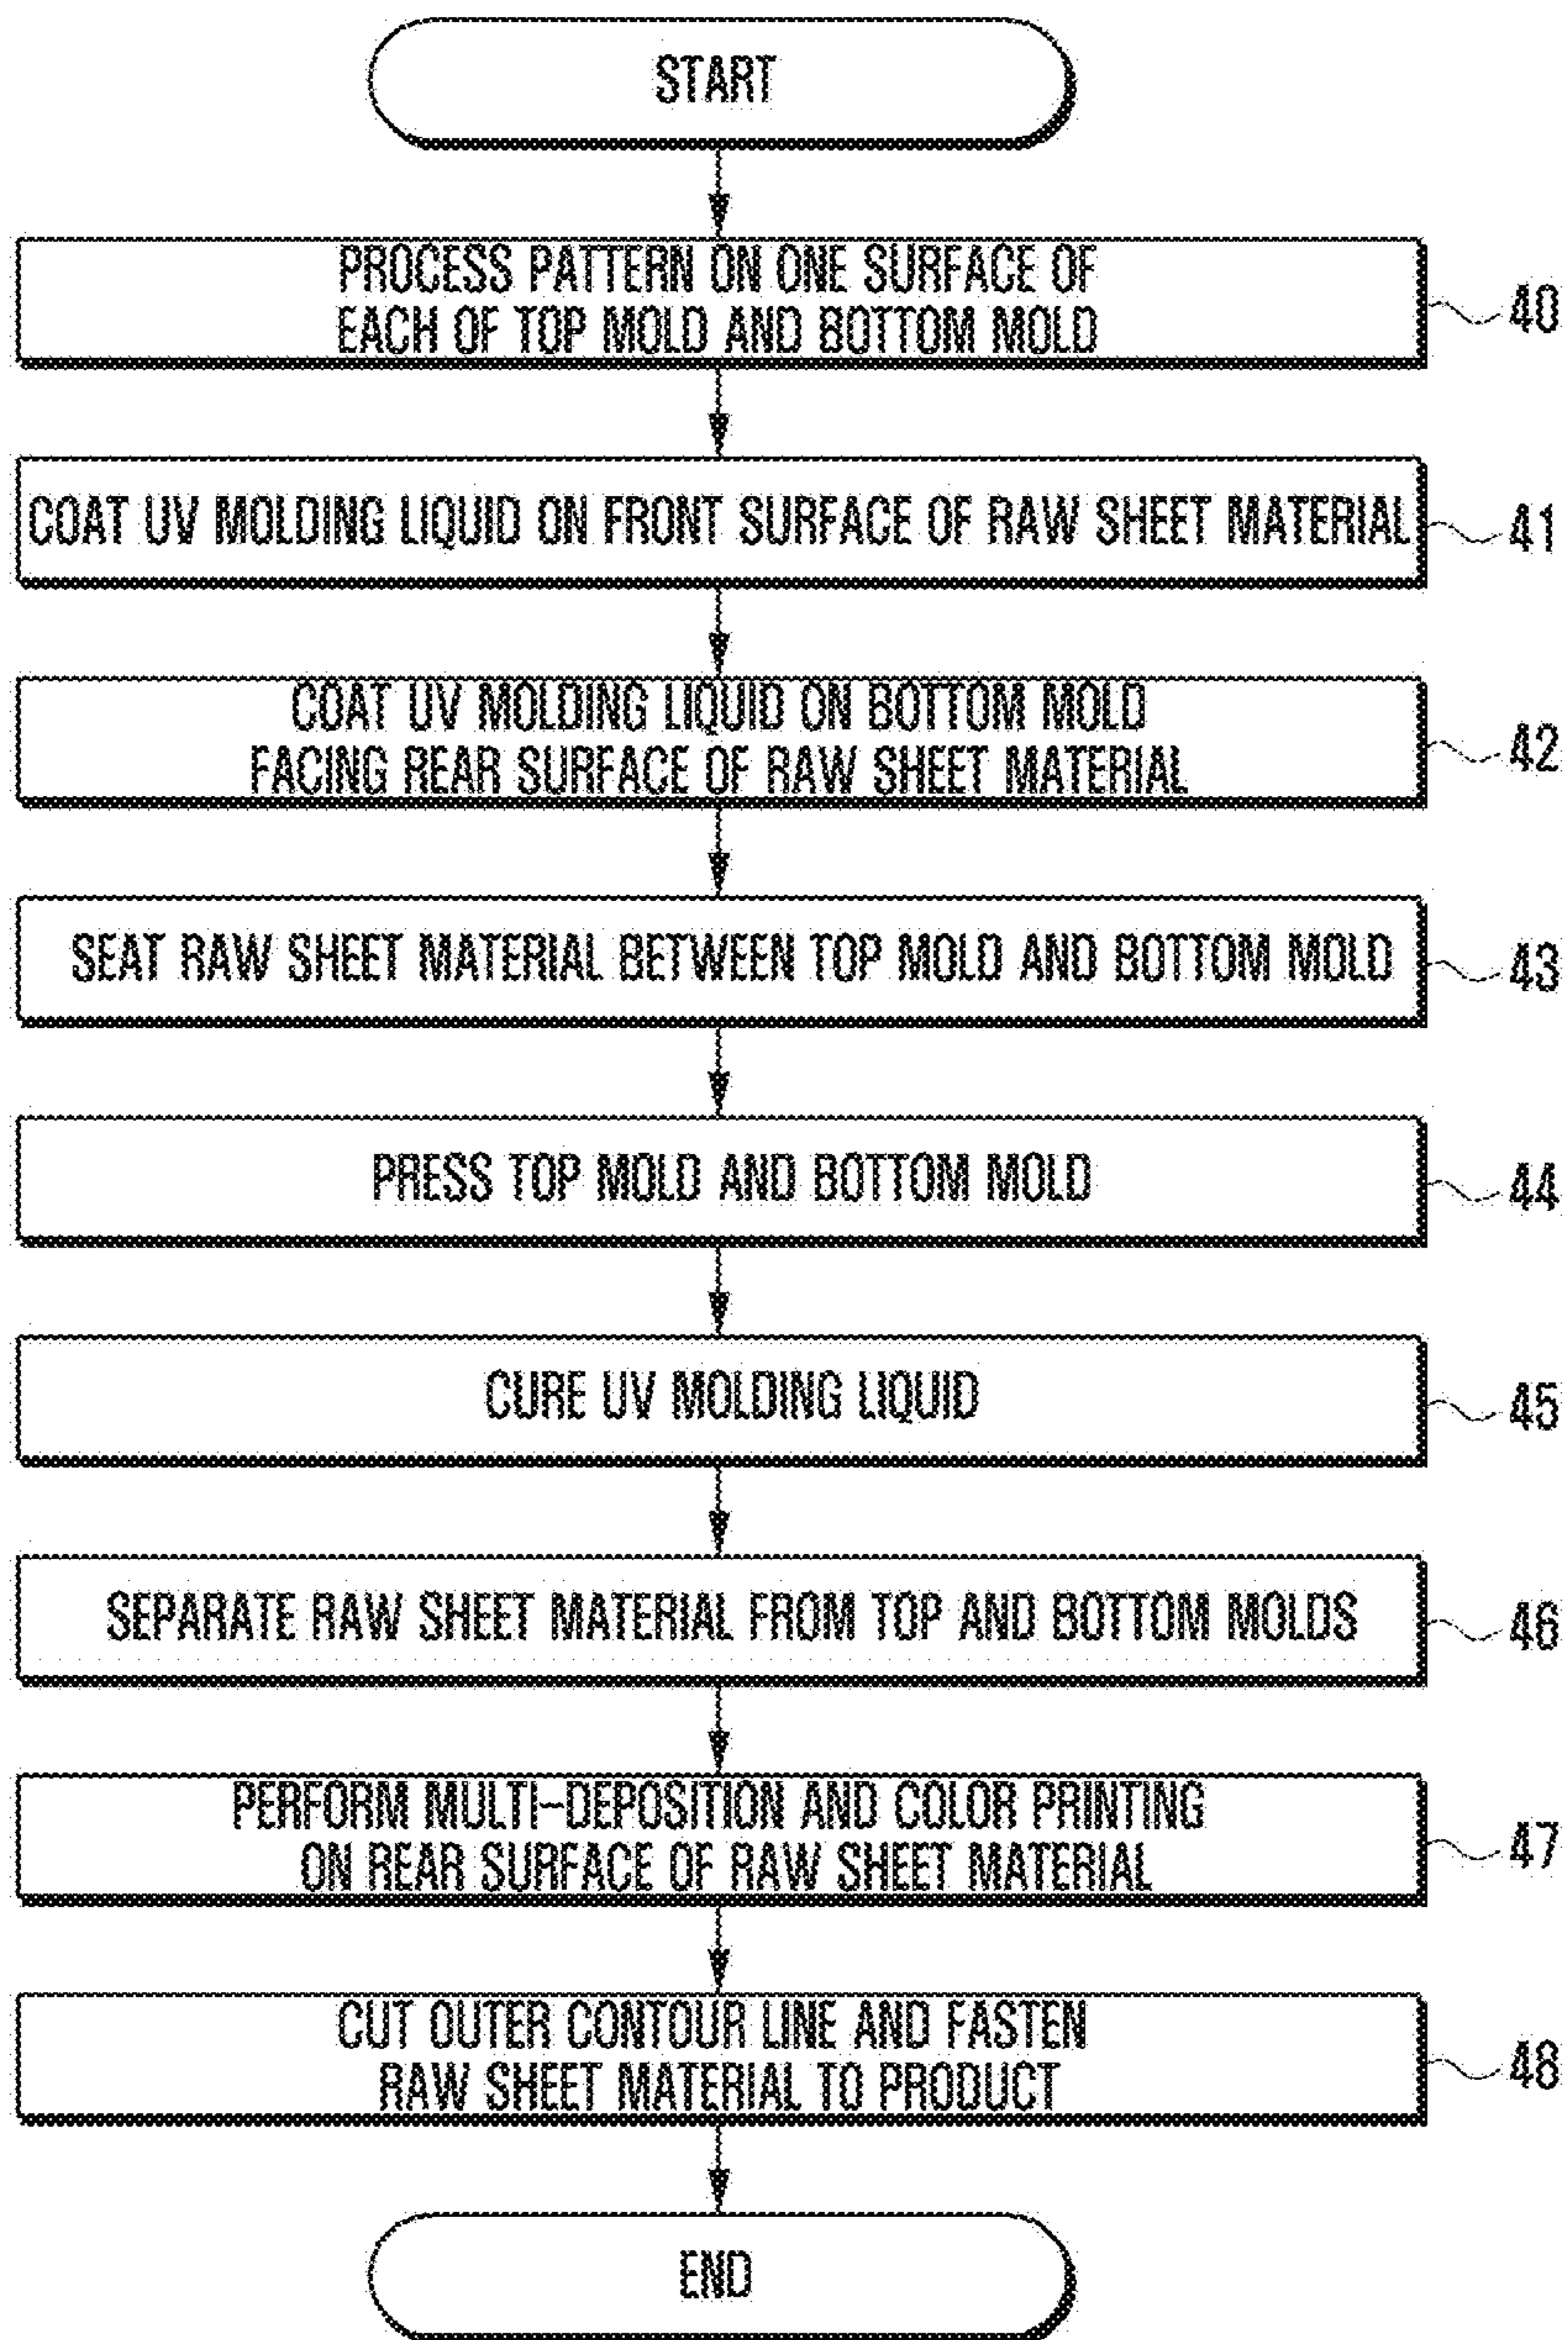 START
PROCESS PATTERN ON ONE SURFACE OF
EACH OF TOP MOLD AND BOTTOM MOLD
40
COAT UV MOLDING LIQUID ON FRONT SURFACE OF RAW SHEET MATERIAL
41
COAT UV MOLDING LIQUID ON BOTTOM MOLD
FACING REAR SURFACE OF RAW SHEET MATERIAL
42
SEAT RAW SHEET MATERIAL BETWEEN TOP MOLD AND BOTTOM MOLD
43
PRESS TOP MOLD AND BOTTOM MOLD
44
CURE UV MOLDING LIQUID
45
SEPARATE RAW SHEET MATERIAL FROM TOP AND BOTTOM MOLDS
46
PERFORM MULTI-DEPOSITION AND COLOR PRINTING
ON REAR SURFACE OF RAW SHEET MATERIAL
47
CUT OUTER CONTOUR LINE AND FASTEN
RAW SHEET MATERIAL TO PRODUCT
48
END